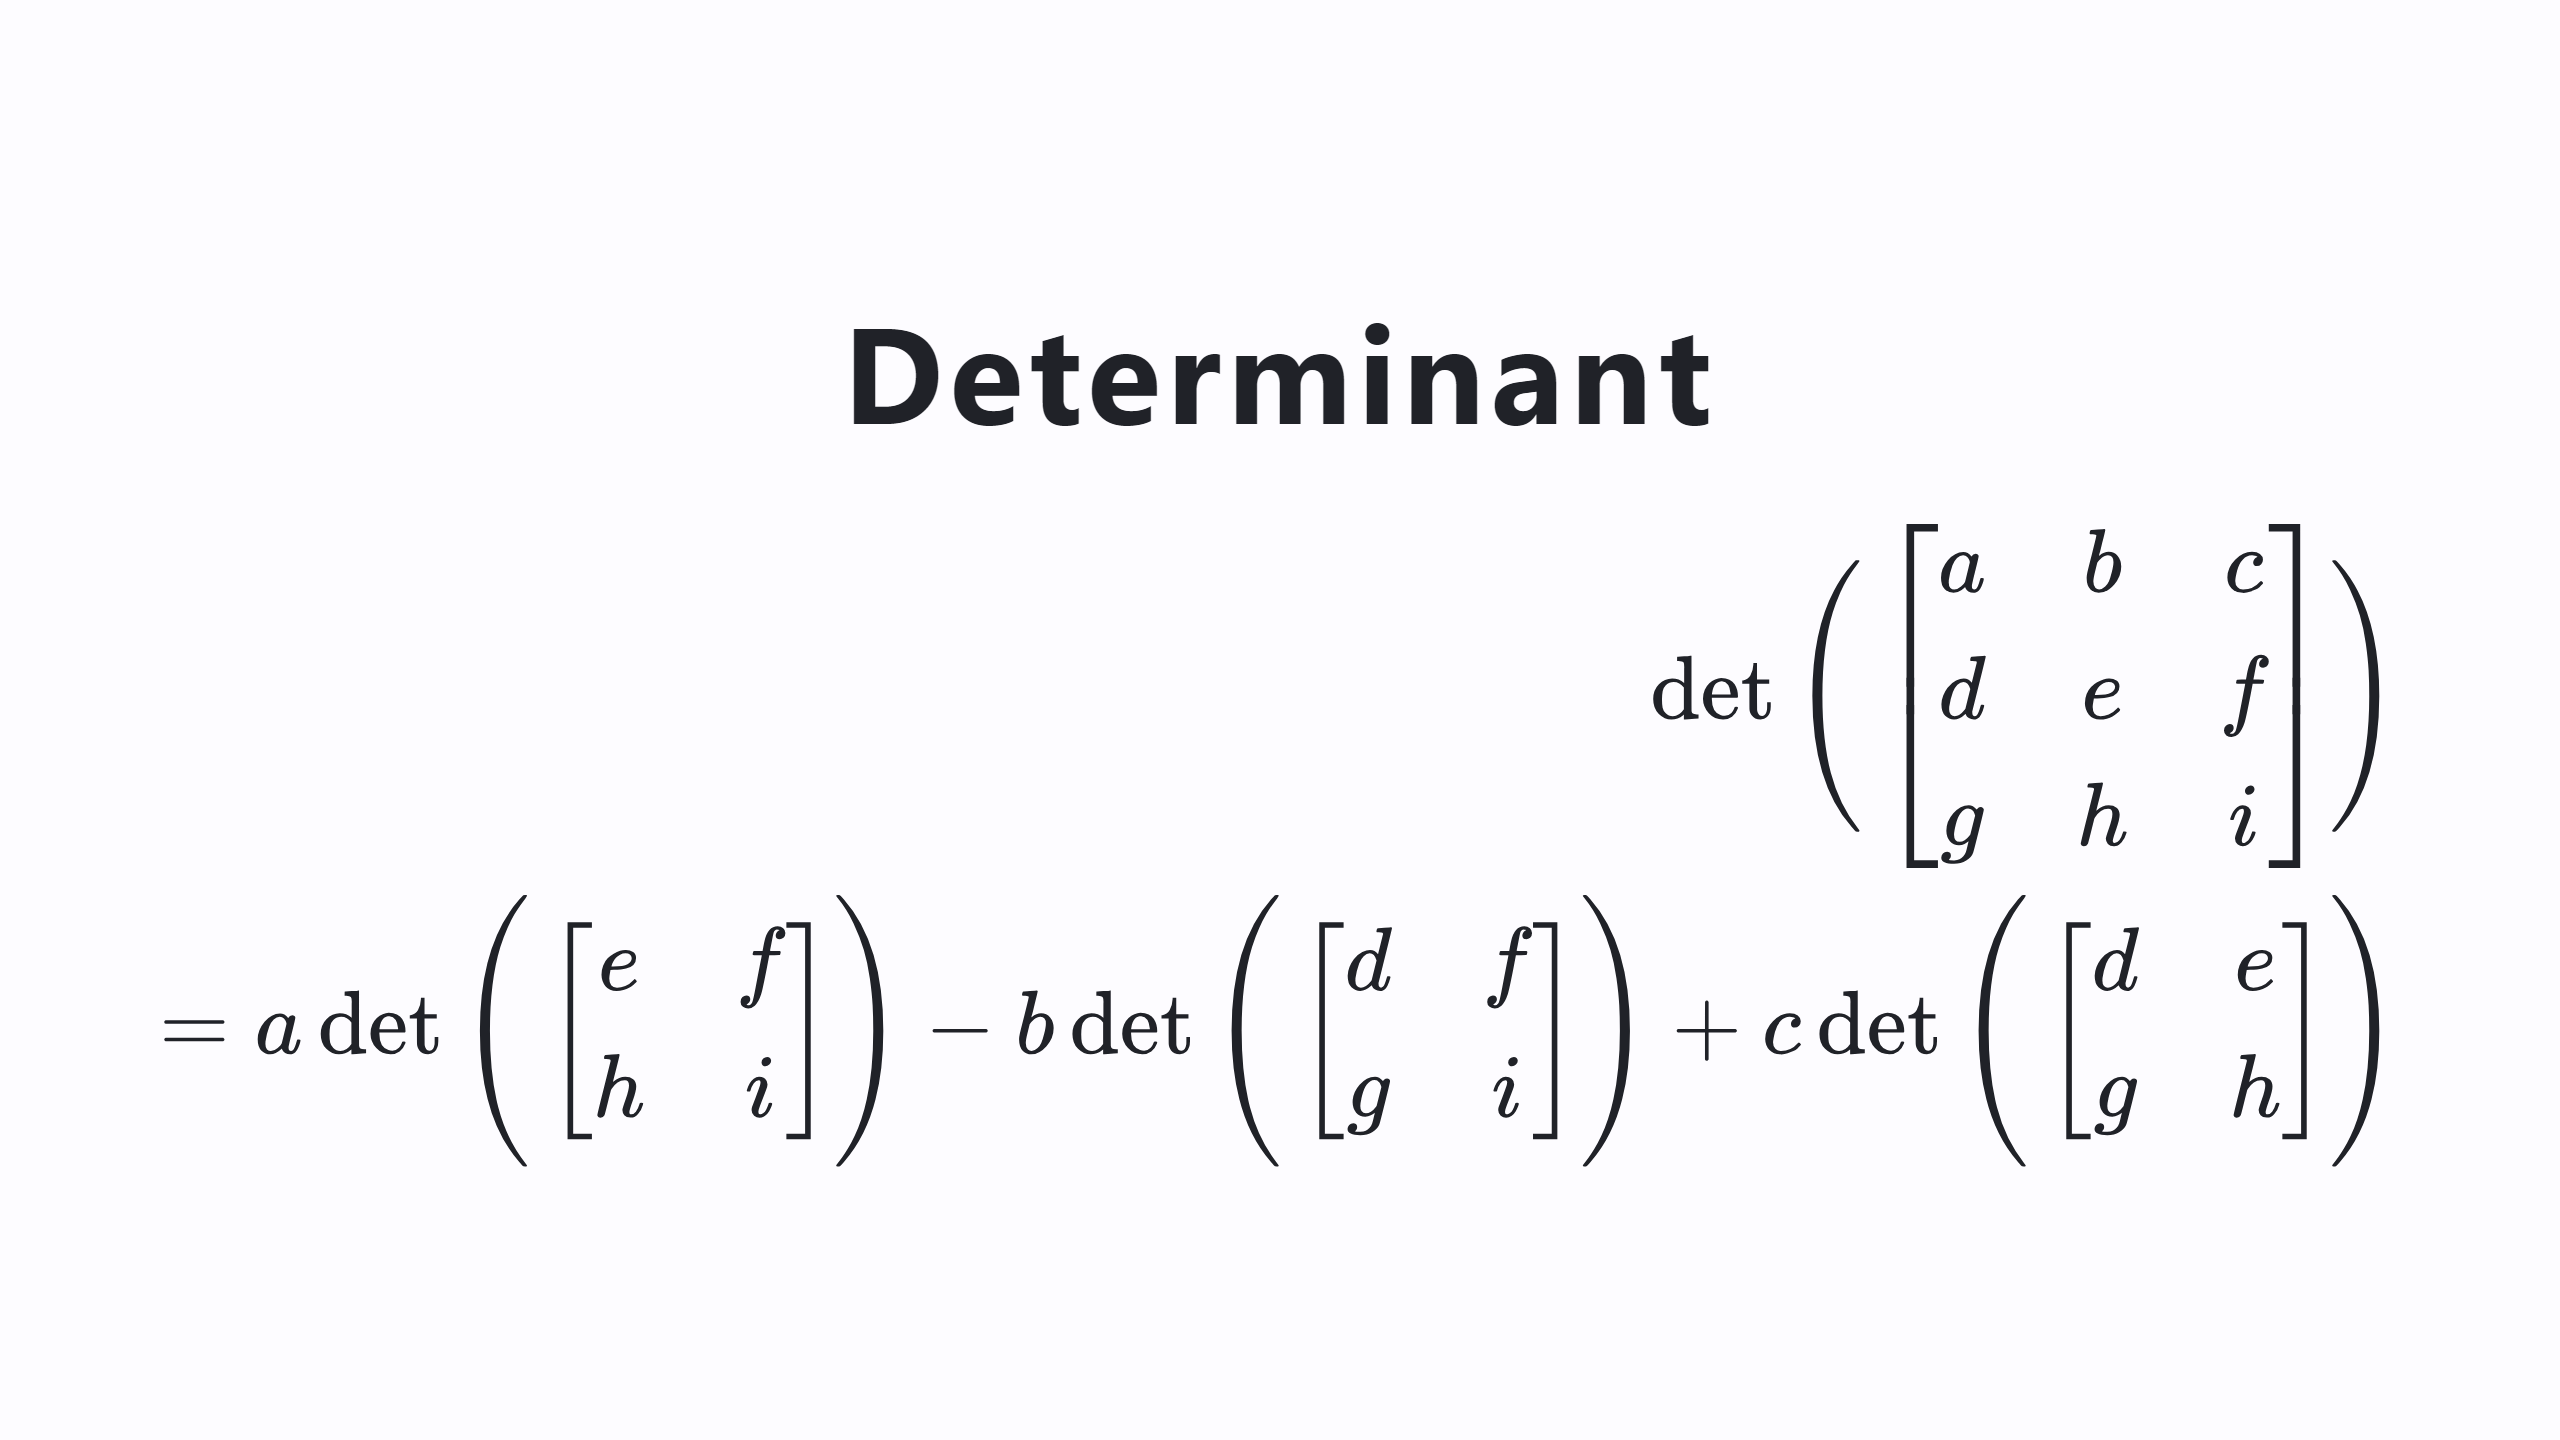 Determinant
det ( [ a b c
d e f
g h i ] )
= a det ( [ e f
h i ] ) − b det ( [ d f
g i ] ) + c det ( [ d e
g h ] )